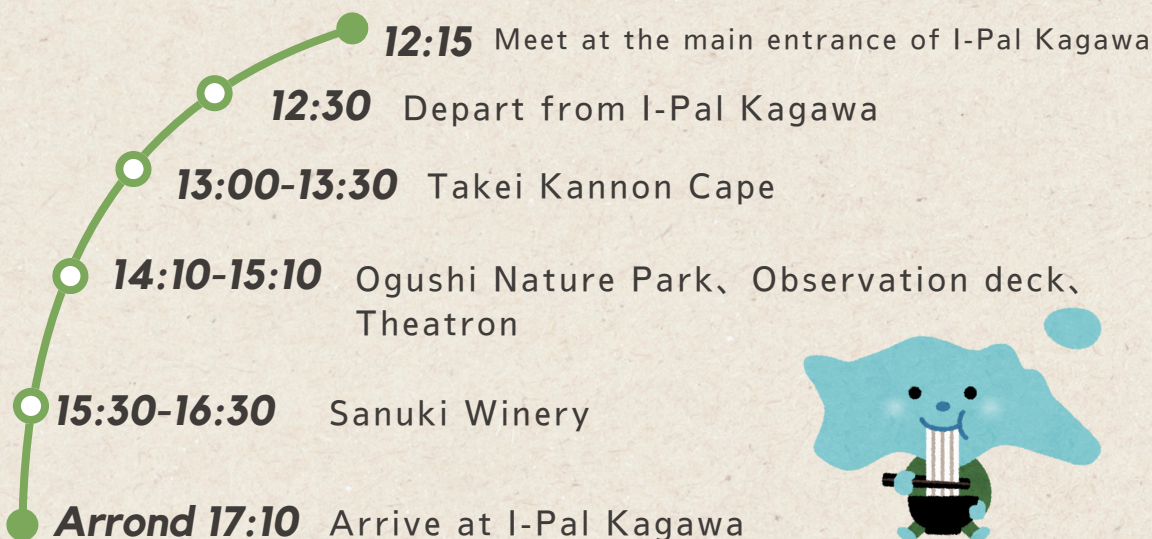 12:15 Meet at the main entrance of I-Pal Kagawa
12:30 Depart from I-Pal Kagawa
13:00-13:30 Takei Kannon Cape
14:10-15:10 Ogushi Nature Park、Observation deck、
Theatron
15:30-16:30 Sanuki Winery
Arrond 17:10 Arrive at I-Pal Kagawa